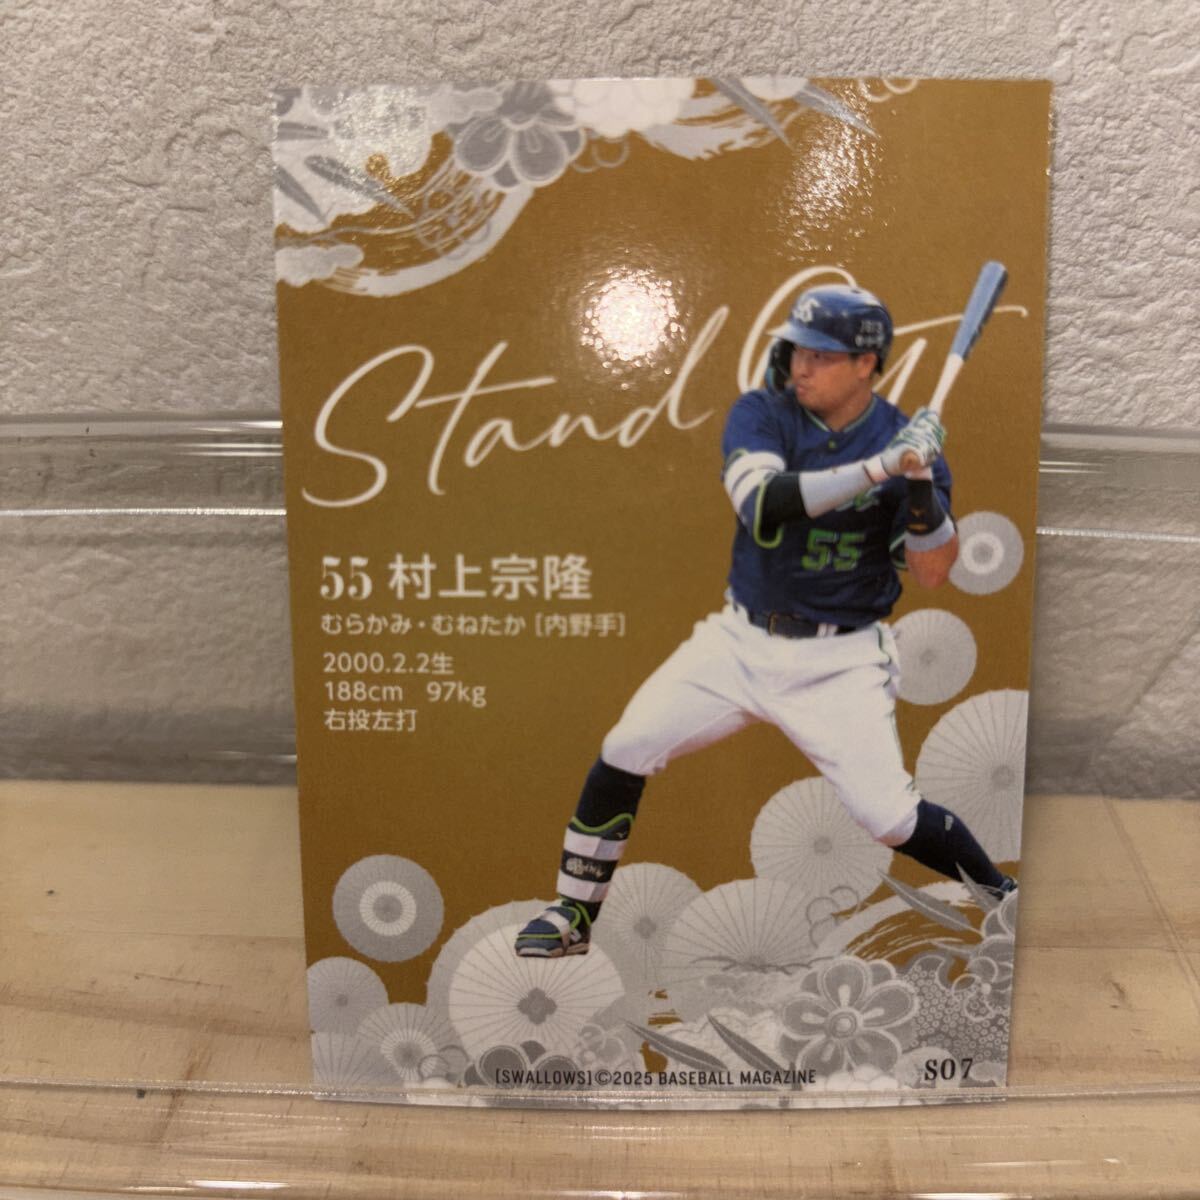 Stand Out
55 村上宗隆
むらかみ・むねたか [内野手]
2000.2.2生
188cm 97kg
右投左打
55
[SWALLOWS]©2025 BASEBALL MAGAZINE
S07